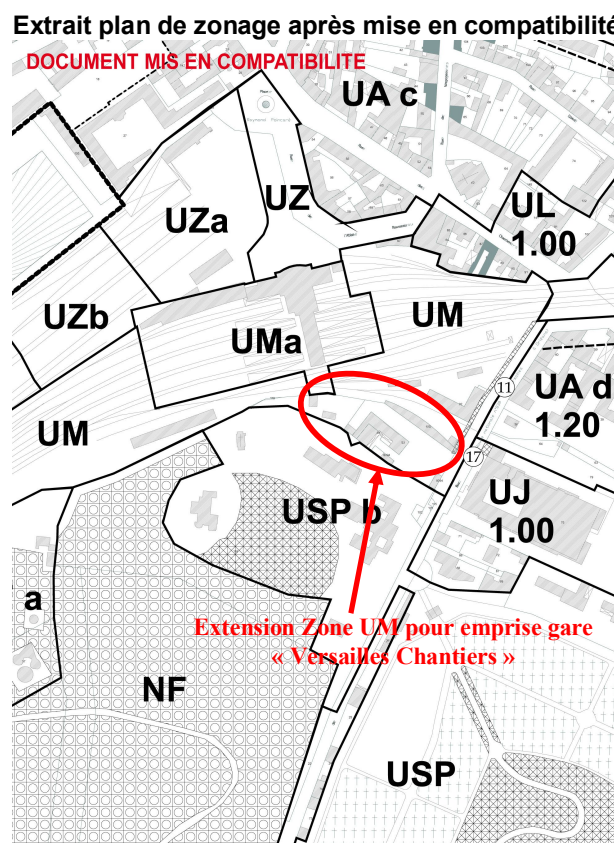 Extrait plan de zonage après mise en compatibilité
DOCUMENT MIS EN COMPATIBILITE
UA c
UZ
UL
1.00
UZa
UZb
UMa
UM
UM
11
UA d
1.20
17
UJ
1.00
USP b
a
Extension Zone UM pour emprise gare
« Versailles Chantiers »
NF
USP